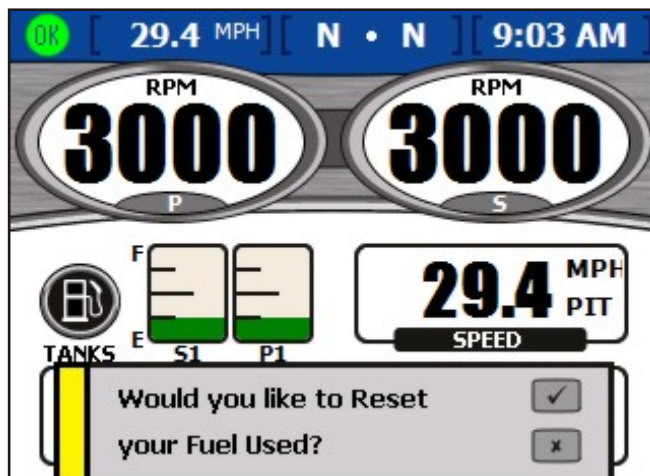 OK [ 29.4 MPH ] [ N • N ] [ 9:03 AM ]
RPM RPM
3000 3000
P S
F
29.4 MPH
PIT
E
SPEED
TANKS S1 P1
Would you like to Reset ✓
your Fuel Used? x